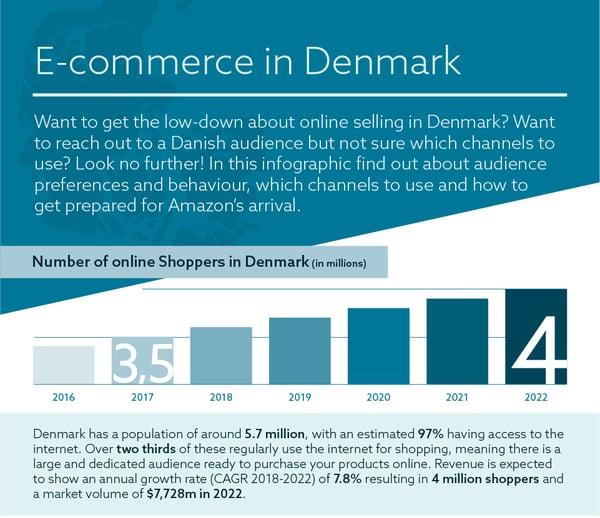 E-commerce in Denmark
Want to get the low-down about online selling in Denmark? Want
to reach out to a Danish audience but not sure which channels to
use? Look no further! In this infographic find out about audience
preferences and behaviour, which channels to use and how to
get prepared for Amazon's arrival.
Number of online Shoppers in Denmark (in millions)
3,5
4
2016 2017 2018 2019 2020 2021 2022
Denmark has a population of around 5.7 million, with an estimated 97% having access to the
internet. Over two thirds of these regularly use the internet for shopping, meaning there is a
large and dedicated audience ready to purchase your products online. Revenue is expected
to show an annual growth rate (CAGR 2018-2022) of 7.8% resulting in 4 million shoppers and
a market volume of $7,728m in 2022.